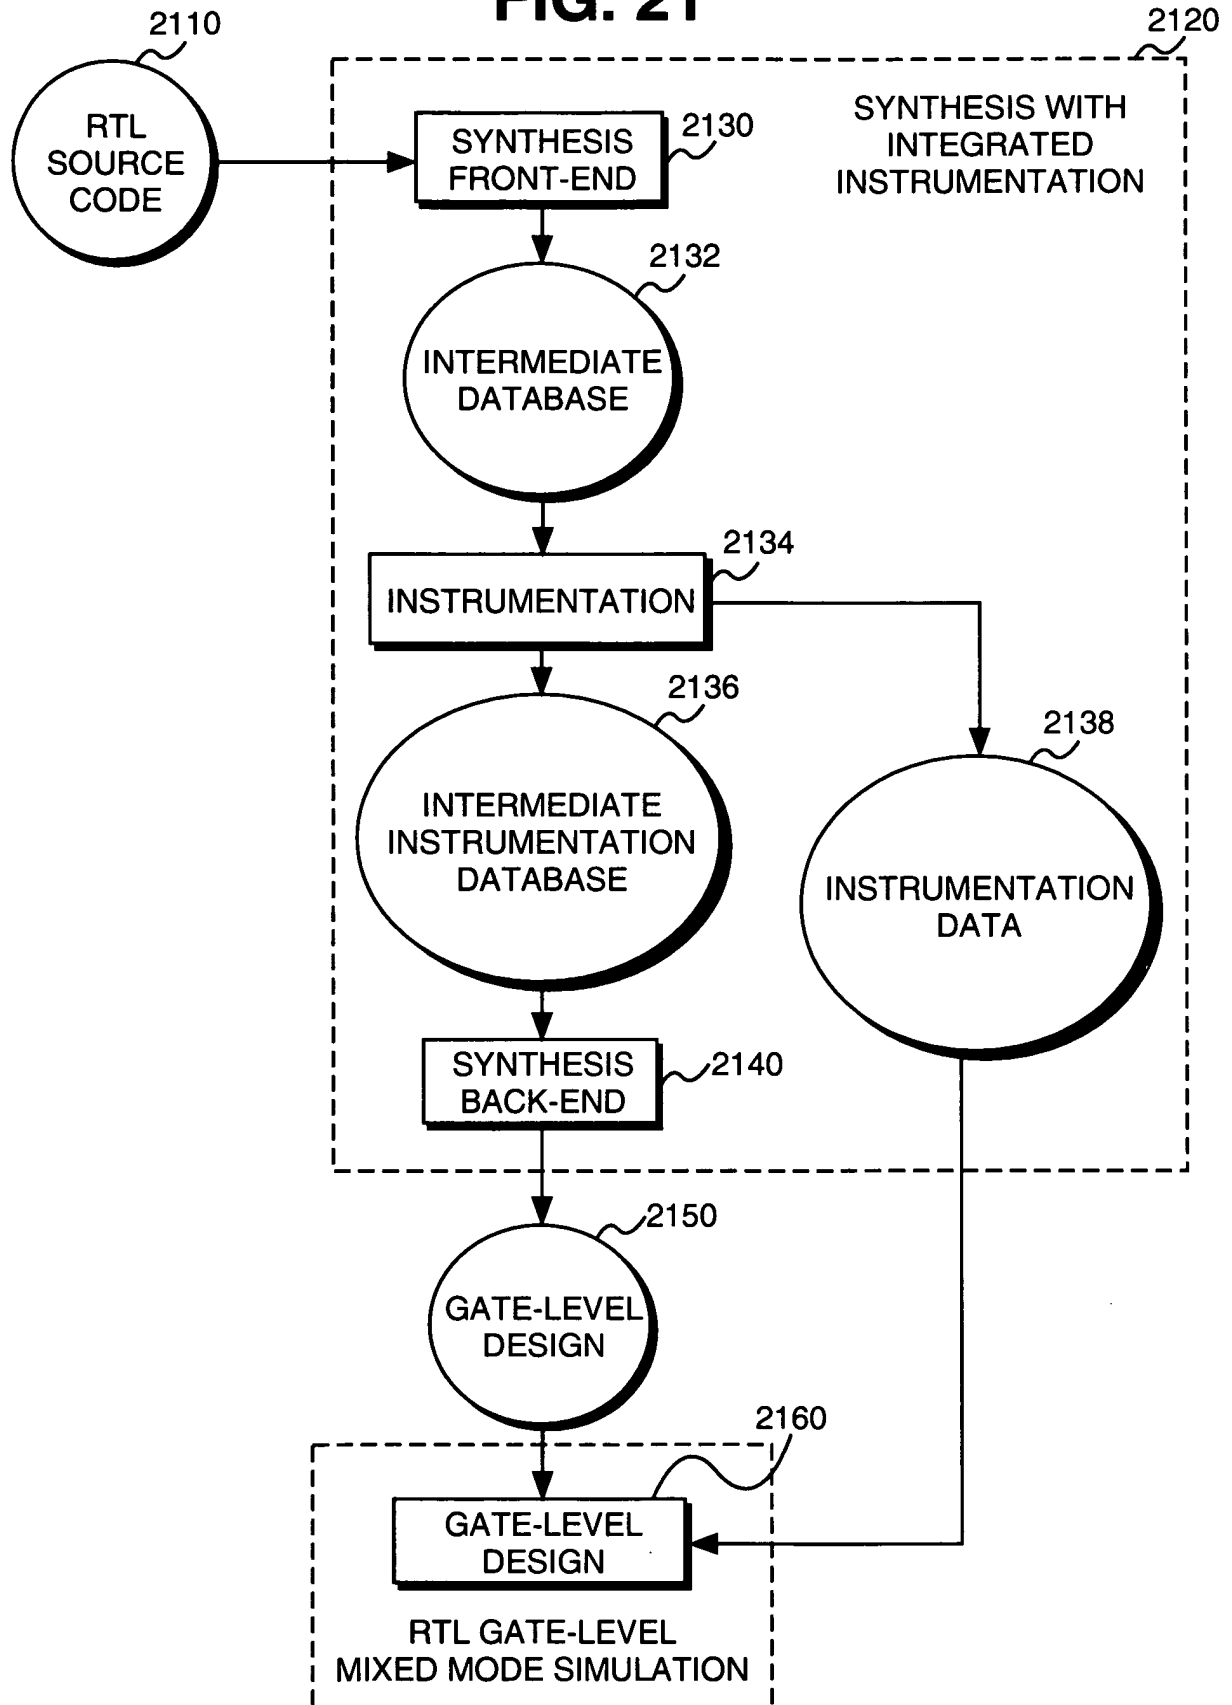 FIG. 21
2110
2120
RTL
SOURCE
CODE
SYNTHESIS
FRONT-END
2130
SYNTHESIS WITH
INTEGRATED
INSTRUMENTATION
2132
INTERMEDIATE
DATABASE
2134
INSTRUMENTATION
2136
2138
INTERMEDIATE
INSTRUMENTATION
DATABASE
INSTRUMENTATION
DATA
SYNTHESIS
BACK-END
2140
2150
GATE-LEVEL
DESIGN
2160
GATE-LEVEL
DESIGN
RTL GATE-LEVEL
MIXED MODE SIMULATION